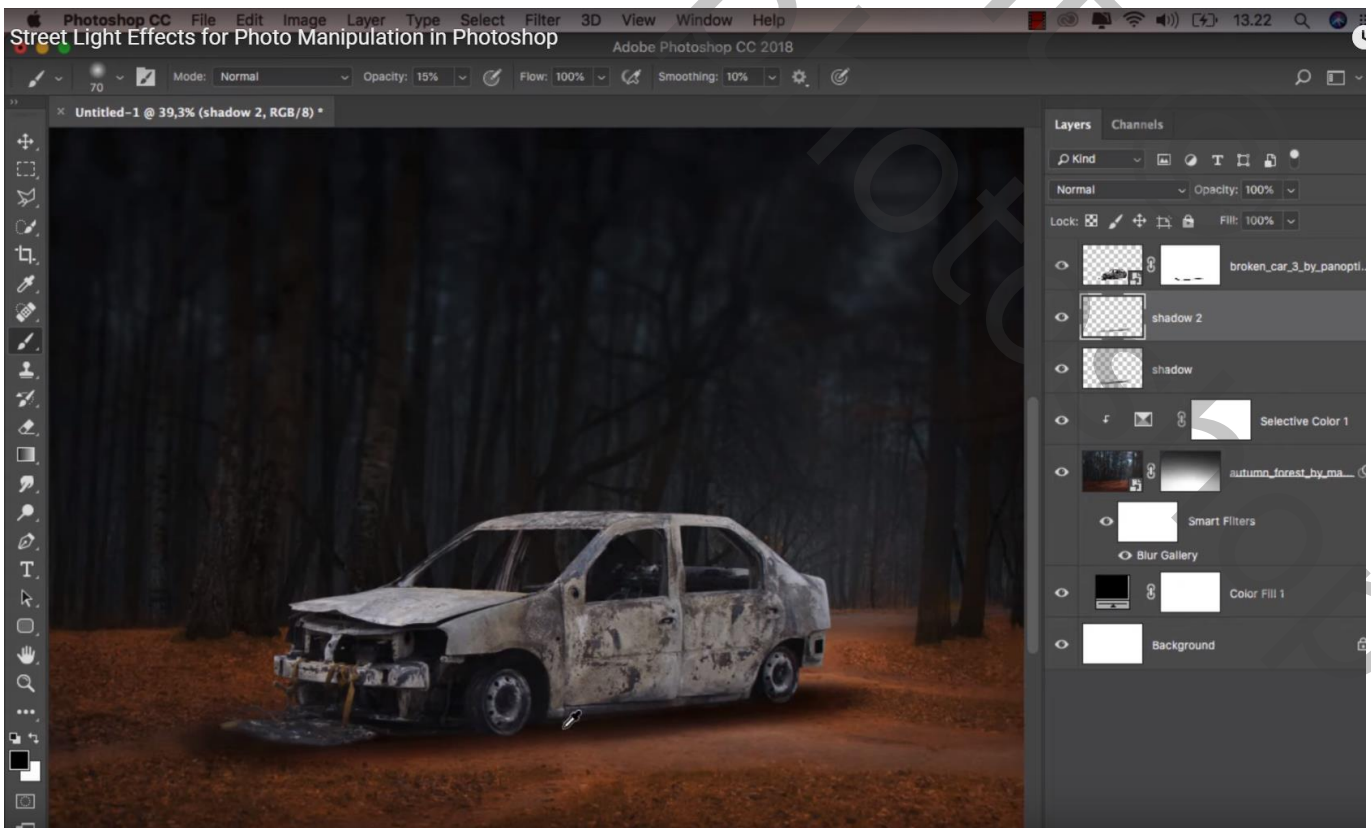 Photoshop CC File Edit Image Layer Type Select Filter 3D View Window Help 13.22
Street Light Effects for Photo Manipulation in Photoshop
Adobe Photoshop CC 2018
70 Mode: Normal Opacity: 15% Flow: 100% Smoothing: 10%
× Untitled-1 @ 39,3% (shadow 2, RGB/8) *
Layers Channels
Kind
Normal Opacity: 100%
Lock: Fill: 100%
broken_car_3_by_panopti...
shadow 2
shadow
Selective Color 1
autumn_forest_by_ma...
Smart Filters
Blur Gallery
Color Fill 1
Background